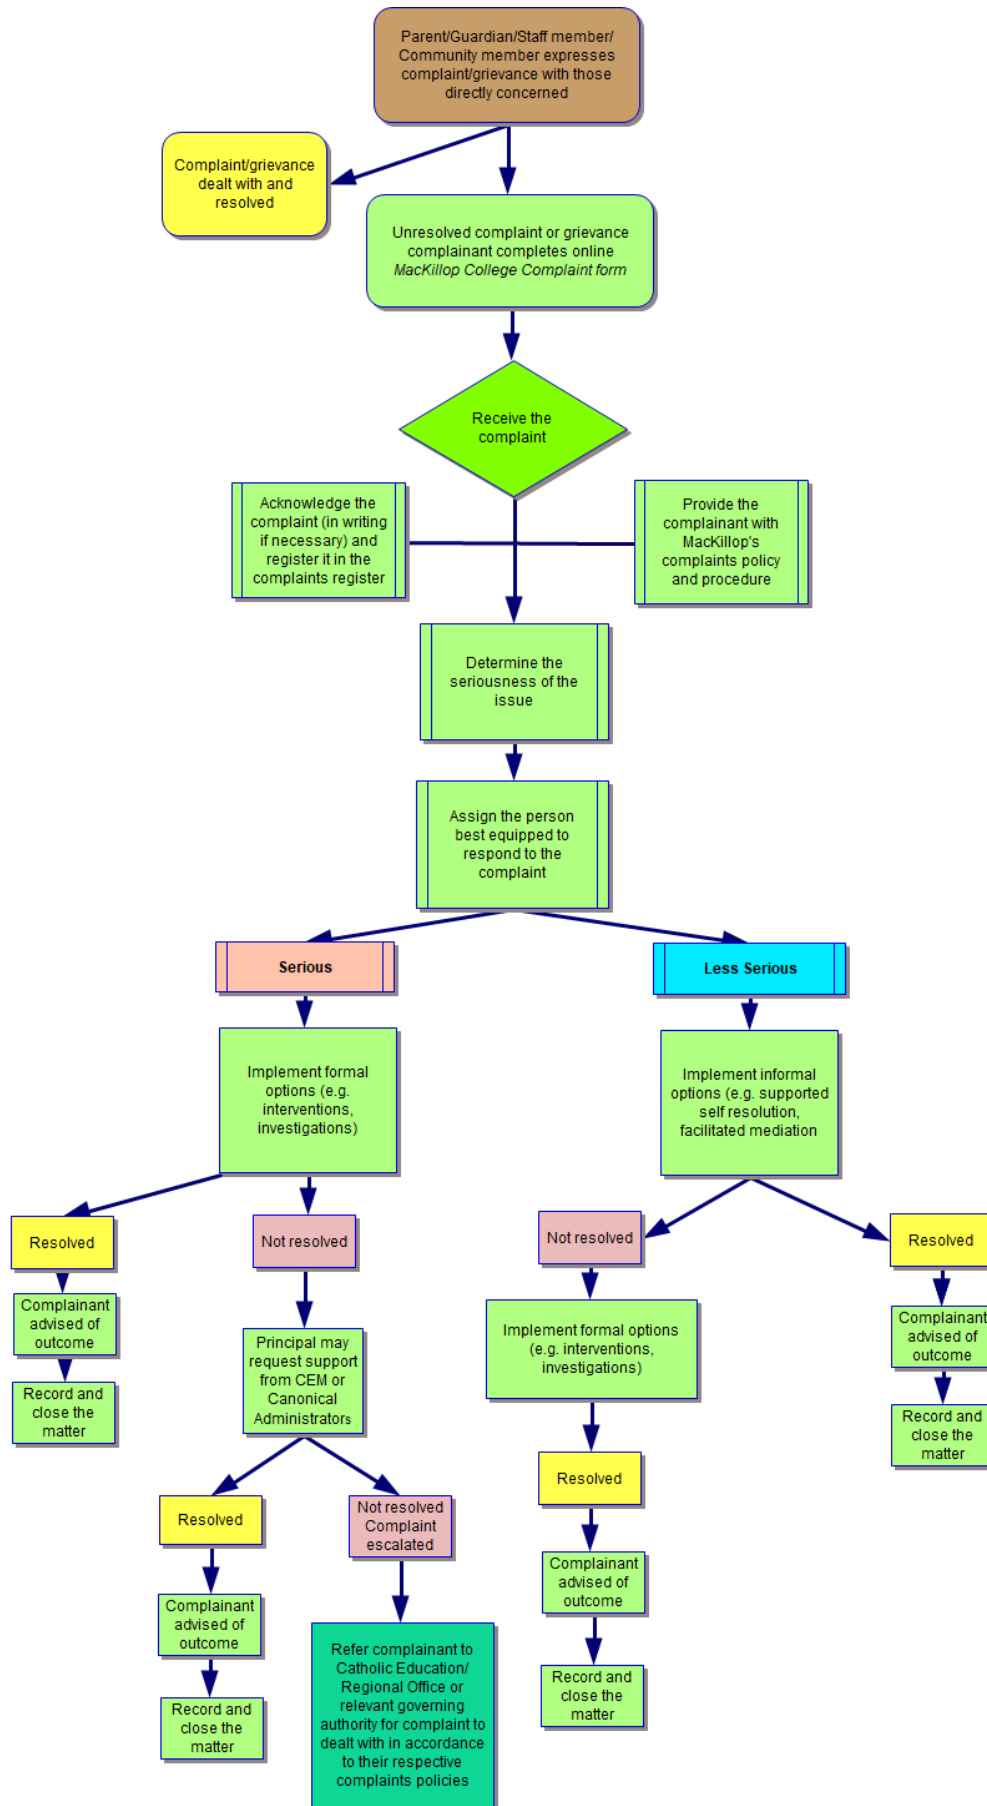 Parent/Guardian/Staff member/
Community member expresses
complaint/grievance with those
directly concerned
Complaint/grievance
dealt with and
resolved
Unresolved complaint or grievance
complainant completes online
MacKillop College Complaint form
Receive the
complaint
Acknowledge the
complaint (in writing
if necessary) and
register it in the
complaints register
Provide the
complainant with
MacKillop's
complaints policy
and procedure
Determine the
seriousness of the
issue
Assign the person
best equipped to
respond to the
complaint
Serious
Less Serious
Implement formal
options (e.g.
interventions,
investigations)
Implement informal
options (e.g. supported
self resolution,
facilitated mediation
Resolved
Not resolved
Not resolved
Resolved
Complainant
advised of
outcome
Record and
close the
matter
Principal may
request support
from CEM or
Canonical
Administrators
Implement formal options
(e.g. interventions,
investigations)
Complainant
advised of
outcome
Record and
close the
matter
Resolved
Not resolved
Complaint
escalated
Resolved
Complainant
advised of
outcome
Record and
close the
matter
Refer complainant to
Catholic Education/
Regional Office or
relevant governing
authority for complaint to
dealt with in accordance
to their respective
complaints policies
Complainant
advised of
outcome
Record and
close the
matter